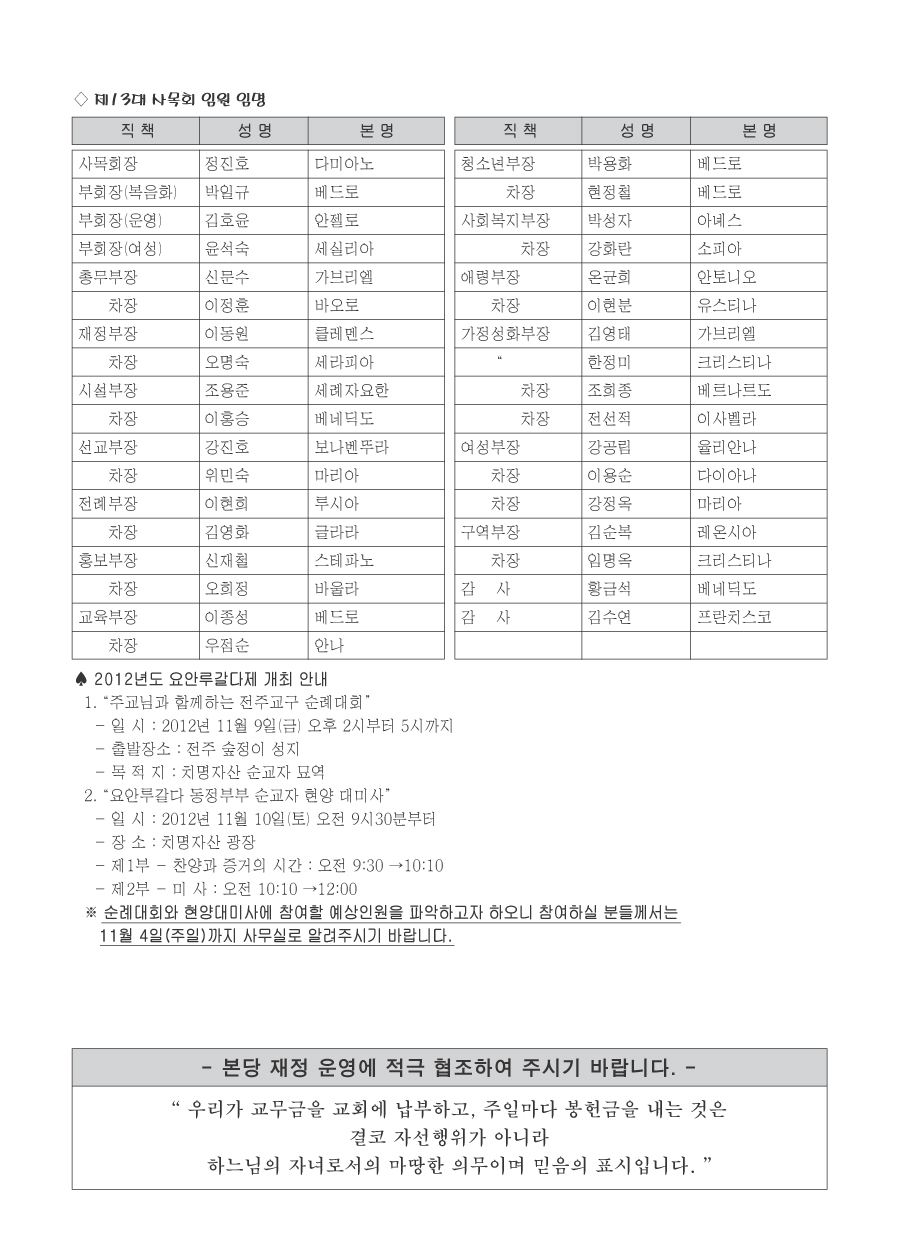 ◇ 제13대 사목회 임원 임명
직 책 성 명 본 명
사목회장 정진호 다미아노
부회장(복음화) 박일규 베드로
부회장(운영) 김호윤 안젤로
부회장(여성) 윤석숙 세실리아
총무부장 신문수 가브리엘
차장 이정훈 바오로
재정부장 이동원 클레멘스
차장 오명숙 세라피아
시설부장 조용준 세례자요한
차장 이홍승 베네딕도
선교부장 강진호 보나벤뚜라
차장 위민숙 마리아
전례부장 이현희 루시아
차장 김영화 글라라
홍보부장 신재철 스테파노
차장 오희정 바울라
교육부장 이종성 베드로
차장 우점순 안나
직 책 성 명 본 명
청소년부장 박용화 베드로
차장 현정철 베드로
사회복지부장 박성자 아녜스
차장 강화란 소피아
애령부장 온균희 안토니오
차장 이현분 유스티나
가정성화부장 김영태 가브리엘
“ 한정미 크리스티나
차장 조희종 베르나르도
차장 전선적 이사벨라
여성부장 강공립 율리안나
차장 이용순 다이아나
차장 강정옥 마리아
구역부장 김순복 레온시아
차장 임명옥 크리스티나
감 사 황금석 베네딕도
감 사 김수연 프란치스코
♠ 2012년도 요안루갈다제 개최 안내
1. “주교님과 함께하는 전주교구 순례대회”
- 일 시 : 2012년 11월 9일(금) 오후 2시부터 5시까지
- 출발장소 : 전주 숲정이 성지
- 목 적 지 : 치명자산 순교자 묘역
2. “요안루갈다 동정부부 순교자 현양 대미사”
- 일 시 : 2012년 11월 10일(토) 오전 9시30분부터
- 장 소 : 치명자산 광장
- 제1부 - 찬양과 증거의 시간 : 오전 9:30 →10:10
- 제2부 - 미 사 : 오전 10:10 →12:00
※ 순례대회와 현양대미사에 참여할 예상인원을 파악하고자 하오니 참여하실 분들께서는
11월 4일(주일)까지 사무실로 알려주시기 바랍니다.
- 본당 재정 운영에 적극 협조하여 주시기 바랍니다. -
“ 우리가 교무금을 교회에 납부하고, 주일마다 봉헌금을 내는 것은
결코 자선행위가 아니라
하느님의 자녀로서의 마땅한 의무이며 믿음의 표시입니다. ”